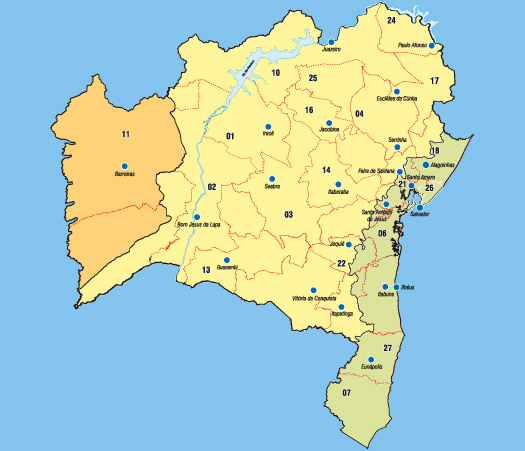 24
Juazeiro
Paulo Afonso
10
25
17
Euclides da Cunha
16
04
11
01
Irecê
Jacobina
Serrinha
18
Barreiras
14
Feira de Santana
Alagoinhas
Santo Amaro
02
Seabra
Itaberaba
21
26
Santo Antônio
de Jesus
Salvador
03
Bom Jesus da Lapa
06
Jequié
13
Guanambi
22
Vitória da Conquista
Itabuna
Ilhéus
Itapetinga
27
Eunápolis
07